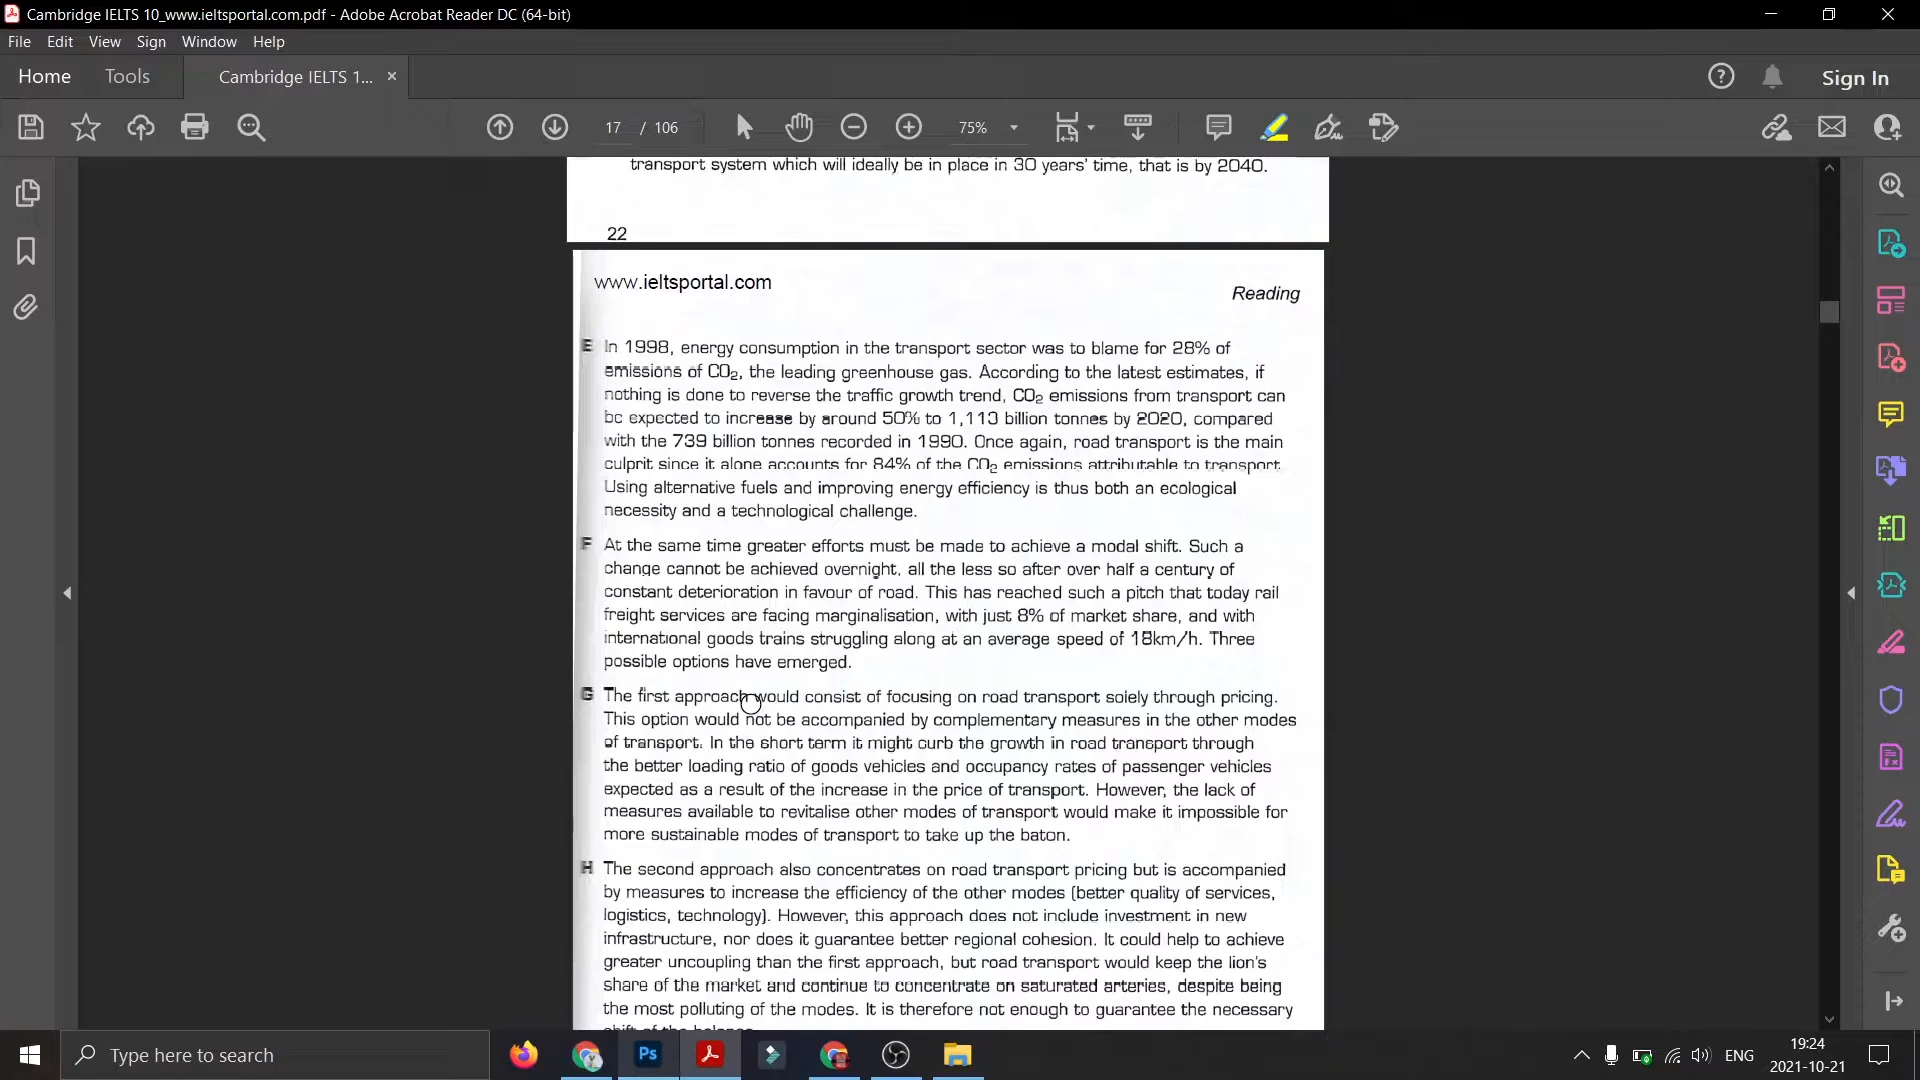 Cambridge IELTS 10_www.ieltsportal.com.pdf - Adobe Acrobat Reader DC (64-bit)
File Edit View Sign Window Help
Home Tools Cambridge IELTS 1... × Sign In
17 / 106 75%
transport system which will ideally be in place in 30 years' time, that is by 2040.
22
www.ieltsportal.com
Reading
E In 1998, energy consumption in the transport sector was to blame for 28% of
emissions of CO₂, the leading greenhouse gas. According to the latest estimates, if
nothing is done to reverse the traffic growth trend, CO₂ emissions from transport can
be expected to increase by around 50% to 1,113 billion tonnes by 2020, compared
with the 739 billion tonnes recorded in 1990. Once again, road transport is the main
culprit since it alone accounts for 84% of the CO₂ emissions attributable to transport.
Using alternative fuels and improving energy efficiency is thus both an ecological
necessity and a technological challenge.
F At the same time greater efforts must be made to achieve a modal shift. Such a
change cannot be achieved overnight, all the less so after over half a century of
constant deterioration in favour of road. This has reached such a pitch that today rail
freight services are facing marginalisation, with just 8% of market share, and with
international goods trains struggling along at an average speed of 18km/h. Three
possible options have emerged.
G The first approach would consist of focusing on road transport solely through pricing.
This option would not be accompanied by complementary measures in the other modes
of transport. In the short term it might curb the growth in road transport through
the better loading ratio of goods vehicles and occupancy rates of passenger vehicles
expected as a result of the increase in the price of transport. However, the lack of
measures available to revitalise other modes of transport would make it impossible for
more sustainable modes of transport to take up the baton.
H The second approach also concentrates on road transport pricing but is accompanied
by measures to increase the efficiency of the other modes (better quality of services,
logistics, technology). However, this approach does not include investment in new
infrastructure, nor does it guarantee better regional cohesion. It could help to achieve
greater uncoupling than the first approach, but road transport would keep the lion's
share of the market and continue to concentrate on saturated arteries, despite being
the most polluting of the modes. It is therefore not enough to guarantee the necessary
shift of the balance.
Type here to search
Ps
ENG
19:24
2021-10-21